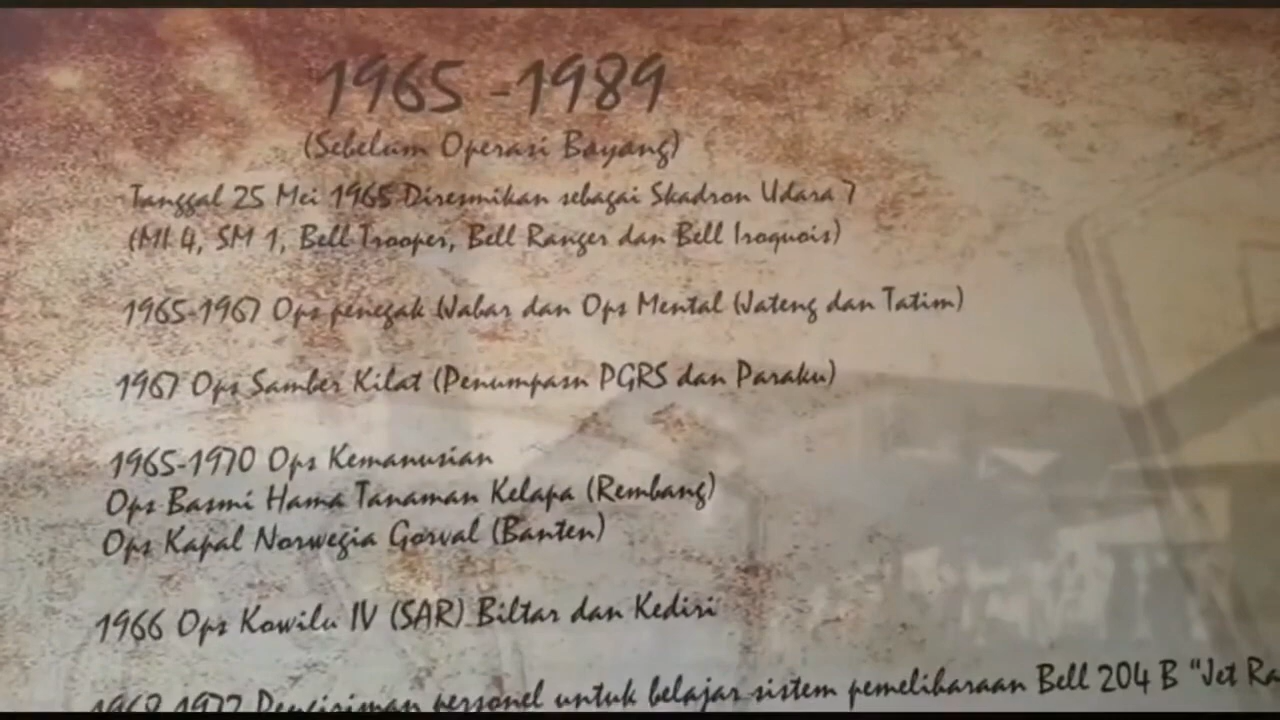 1965 -1989
(Sebelum Operasi Bayang)
Tanggal 25 Mei 1965 Diresmikan sebagai Skadron Udara 7
(MI 4, SM 1, Bell Trooper, Bell Ranger dan Bell Iroquois)
1965-1967 Ops penegak (Jabar dan Ops Mental (Jateng dan Tatim)
1967 Ops Samber Kilat (Penumpasn PGRS dan Paraku)
1965-1970 Ops Kemanusian
Ops Basmi Hama Tanaman Kelapa (Rembang)
Ops Kapal Norwegia Gorval (Banten)
1966 Ops Kowilu IV (SAR) Biltar dan Kediri
personel untuk belajar sistem pemeliharaan Bell 204 B "Jet Ra